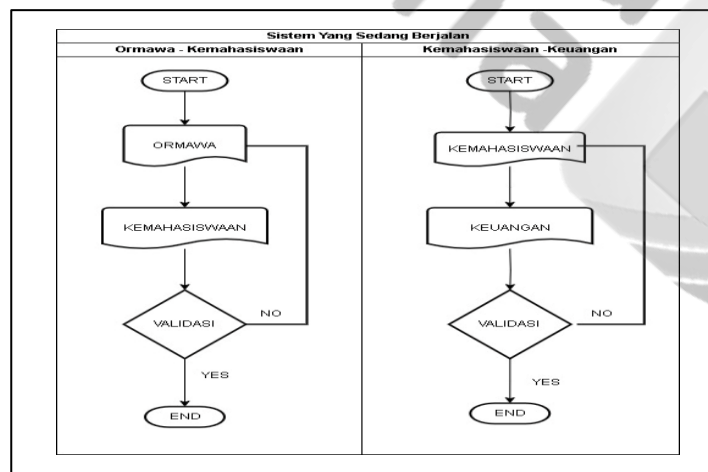 Sistem Yang Sedang Berjalan
Ormawa - Kemahasiswaan
Kemahasiswaan -Keuangan
START
ORMAWA
KEMAHASISWAAN
VALIDASI
NO
YES
END
START
KEMAHASISWAAN
KEUANGAN
VALIDASI
NO
YES
END